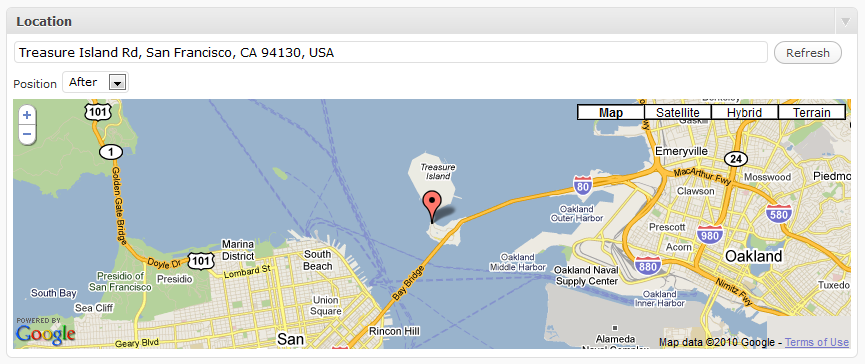 Location
Treasure Island Rd, San Francisco, CA 94130, USA
Refresh
Position
After
+
−
Map
Satellite
Hybrid
Terrain
101
1
Golden Gate Bridge
Doyle Dr
101
Lombard St
Marina
District
Presidio of
San Francisco
Presidio
South Bay
Sea Cliff
Geary Blvd
South
Beach
Union
Square
San
Rincon Hill
Bay Bridge
Treasure
Island
80
Oakland
Outer Harbor
Oakland
Middle Harbor
Oakland Naval
Supply Center
Oakland
Inner Harbor
Alameda
Emeryville
MacArthur Fwy
24
Mosswood
Piedmo
Clawson
Prescott
Acorn
980
580
880
Oakland
Nimitz Fwy
Tuxedo
POWERED BY
Google
Map data ©2010 Google - Terms of Use